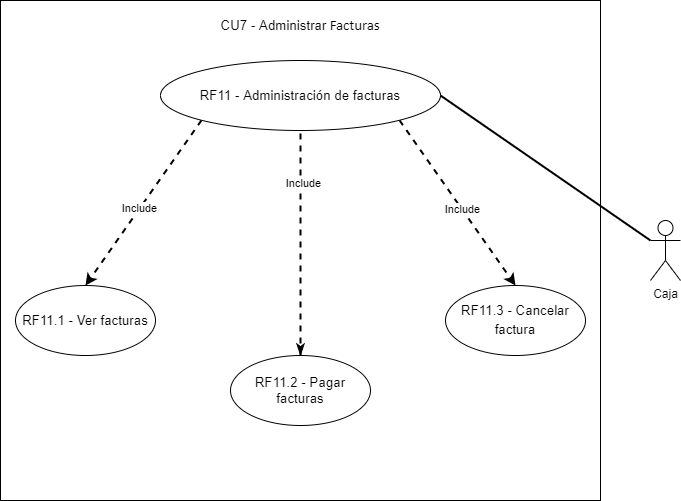 CU7 - Administrar Facturas
RF11 - Administración de facturas
Include
Include
Include
RF11.1 - Ver facturas
RF11.2 - Pagar
facturas
RF11.3 - Cancelar
factura
Caja